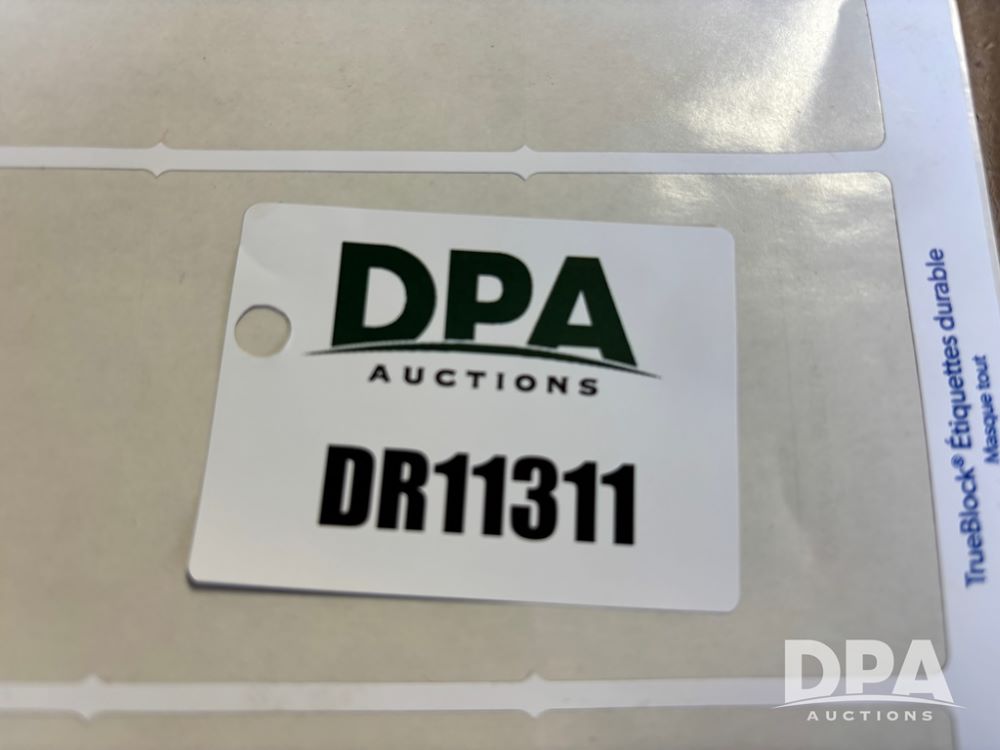 DPA
AUCTIONS
DR11311
TrueBlock® Étiquettes durable
Masque tout
DPA
AUCTIONS